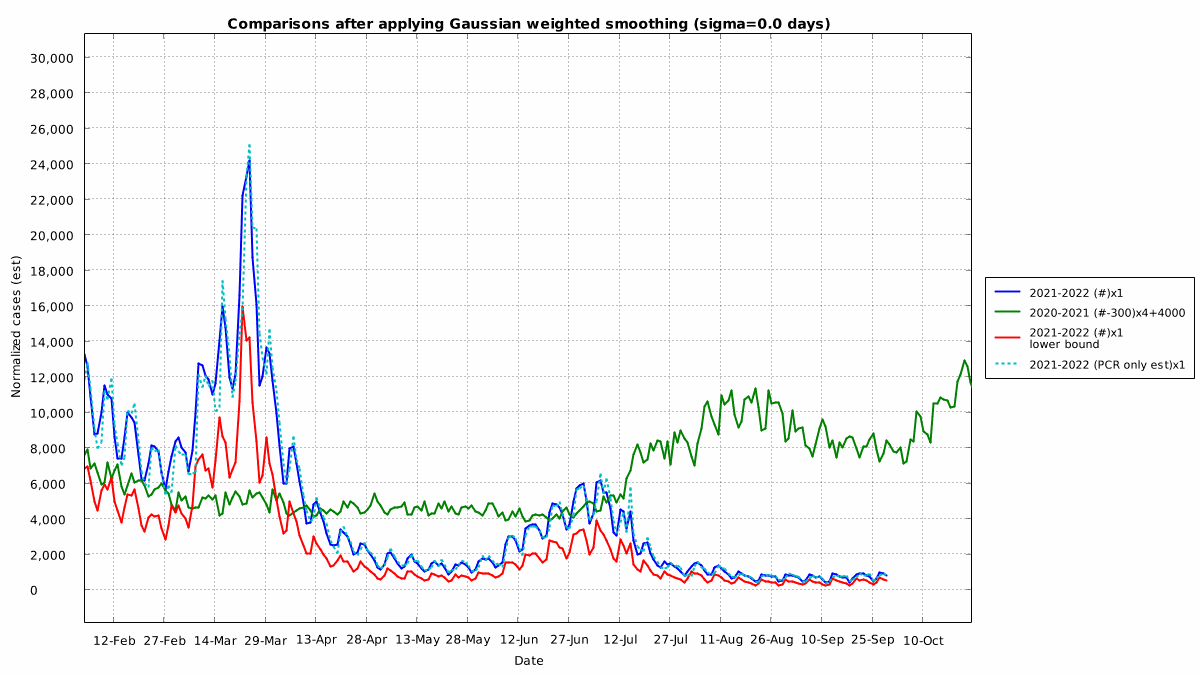 Comparisons after applying Gaussian weighted smoothing (sigma=0.0 days)
Normalized cases (est)
30,000
28,000
26,000
24,000
22,000
20,000
18,000
16,000
14,000
12,000
10,000
8,000
6,000
4,000
2,000
0
12-Feb 27-Feb 14-Mar 29-Mar 13-Apr 28-Apr 13-May 28-May 12-Jun 27-Jun 12-Jul 27-Jul 11-Aug 26-Aug 10-Sep 25-Sep 10-Oct
Date
2021-2022 (#)x1
2020-2021 (#-300)x4+4000
2021-2022 (#)x1
lower bound
2021-2022 (PCR only est)x1